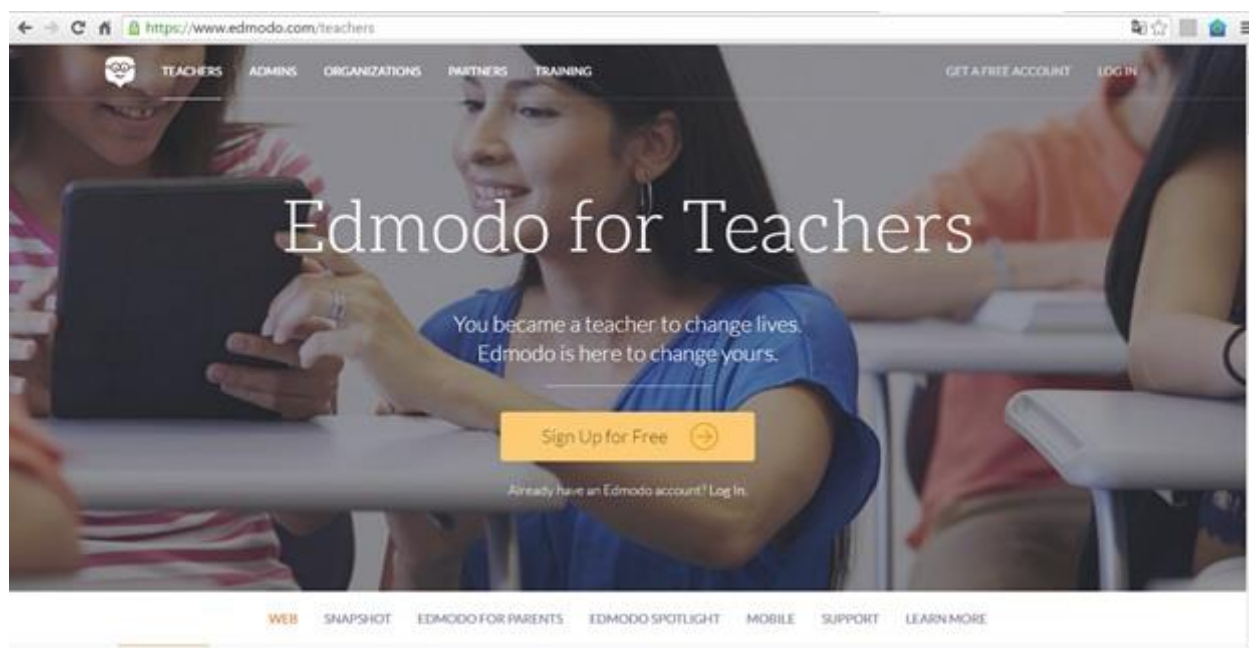 https://www.edmodo.com/teachers
TEACHERS ADMINS ORGANIZATIONS PARTNERS TRAINING GET A FREE ACCOUNT LOG IN
Edmodo for Teachers
You became a teacher to change lives.
Edmodo is here to change yours.
Sign Up for Free
Already have an Edmodo account? Log In.
WEB SNAPSHOT EDMODO FOR PARENTS EDMODO SPOTLIGHT MOBILE SUPPORT LEARN MORE